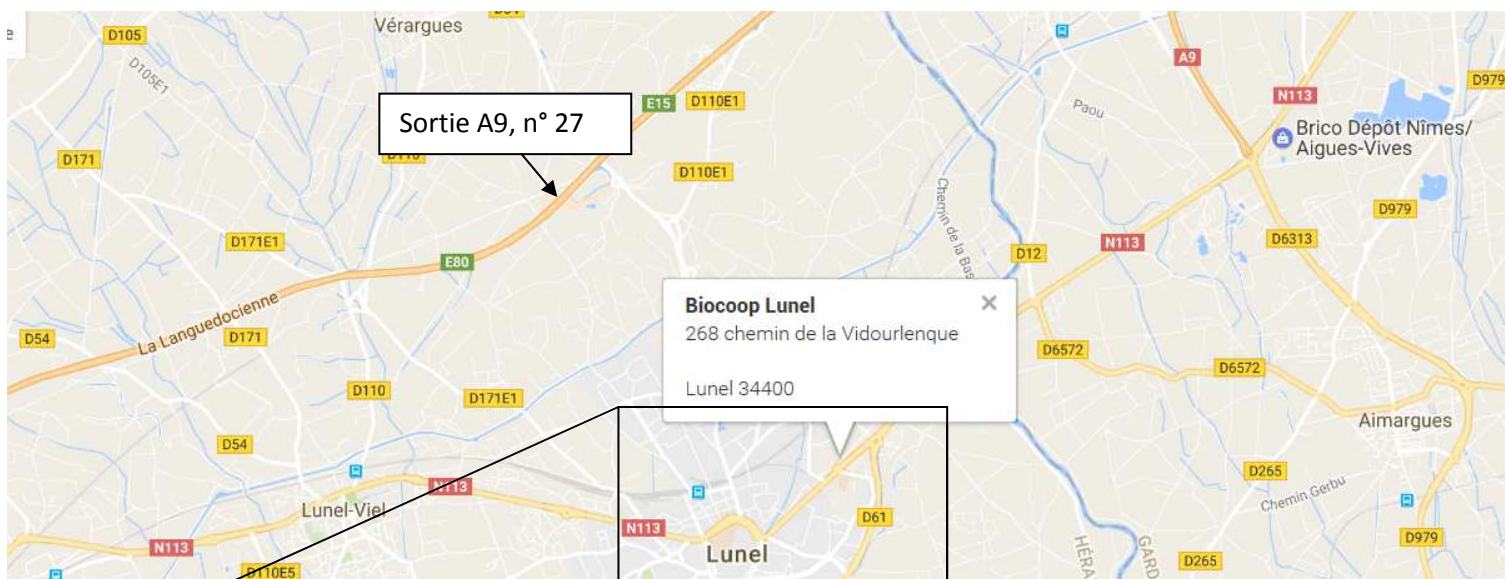 Vérargues
D105
D105E1
A9
D979
N113
Paou
E15
D110E1
Sortie A9, n° 27
Brico Dépôt Nîmes/
Aigues-Vives
D171
D110E1
D979
Chemin de la Bas
D171E1
N113
D6313
D12
E80
La Languedocienne
Biocoop Lunel
×
268 chemin de la Vidourlenque
Lunel 34400
D54
D171
D6572
D6572
D110
D171E1
Aimargues
D54
D265
N113
Chemin Gerbu
Lunel-Viel
D61
N113
Lunel
HÉRA
GARD
D979
N113
D265
D110E5